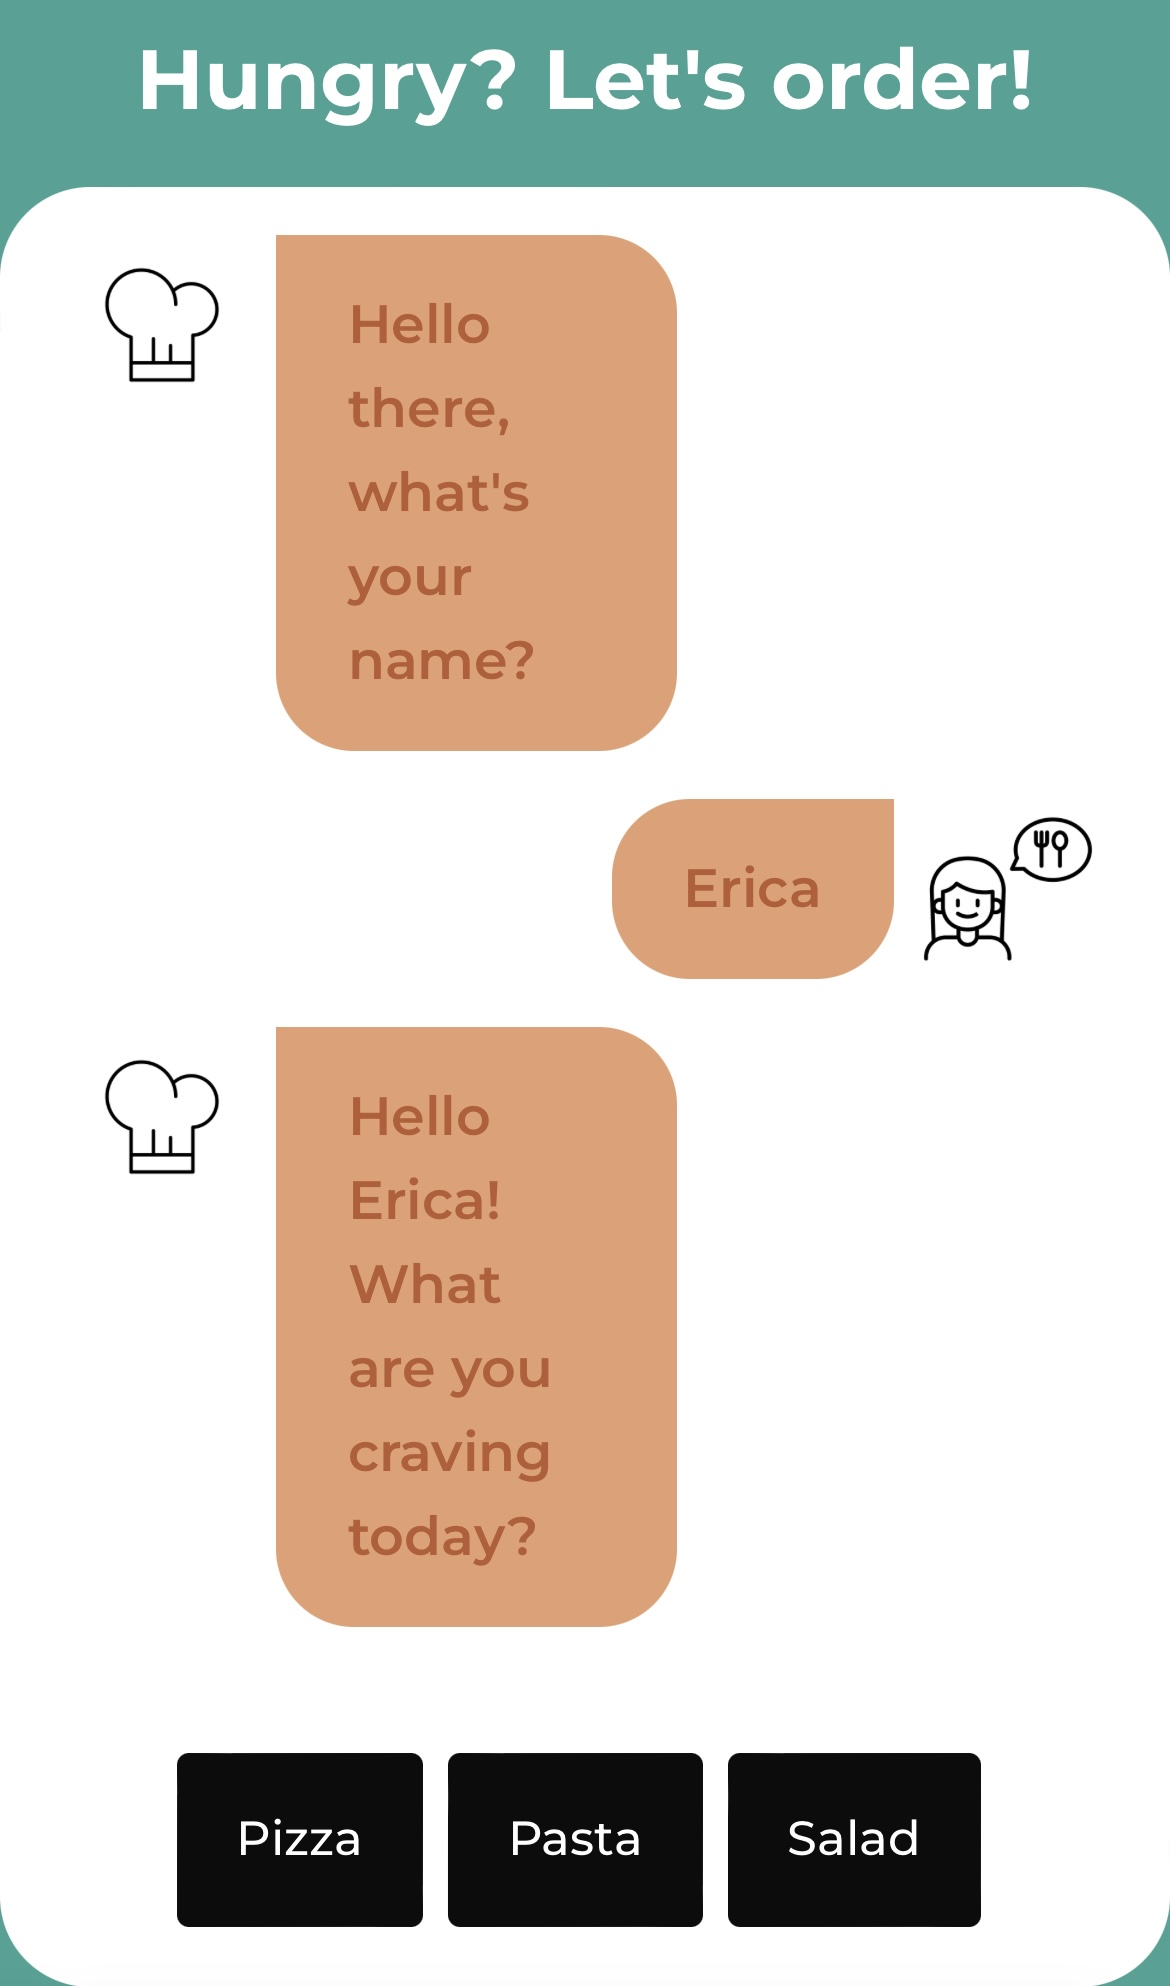 Hungry? Let's order!
Hello
there,
what's
your
name?
Erica
Hello
Erica!
What
are you
craving
today?
Pizza
Pasta
Salad